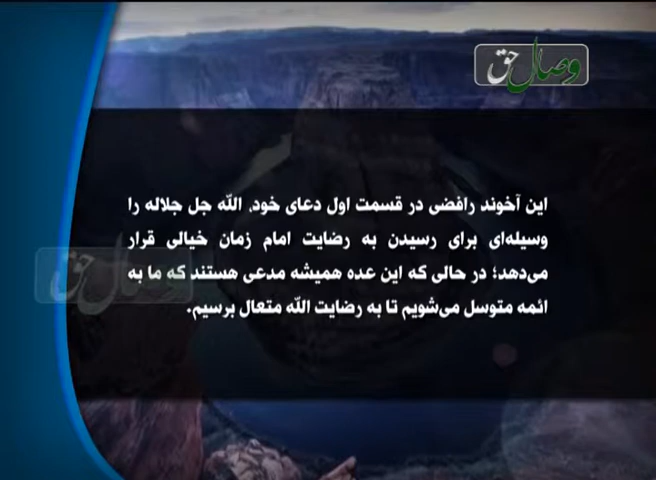 وصال حق
این آخوند رافضی در قسمت اول دعای خود، الله جل جلاله را
وسیله‌ای برای رسیدن به رضایت امام زمان خیالی قرار
می‌دهد؛ در حالی که این عده همیشه مدعی هستند که ما به
ائمه متوسل می‌شویم تا به رضایت الله متعال برسیم.
وصال حق